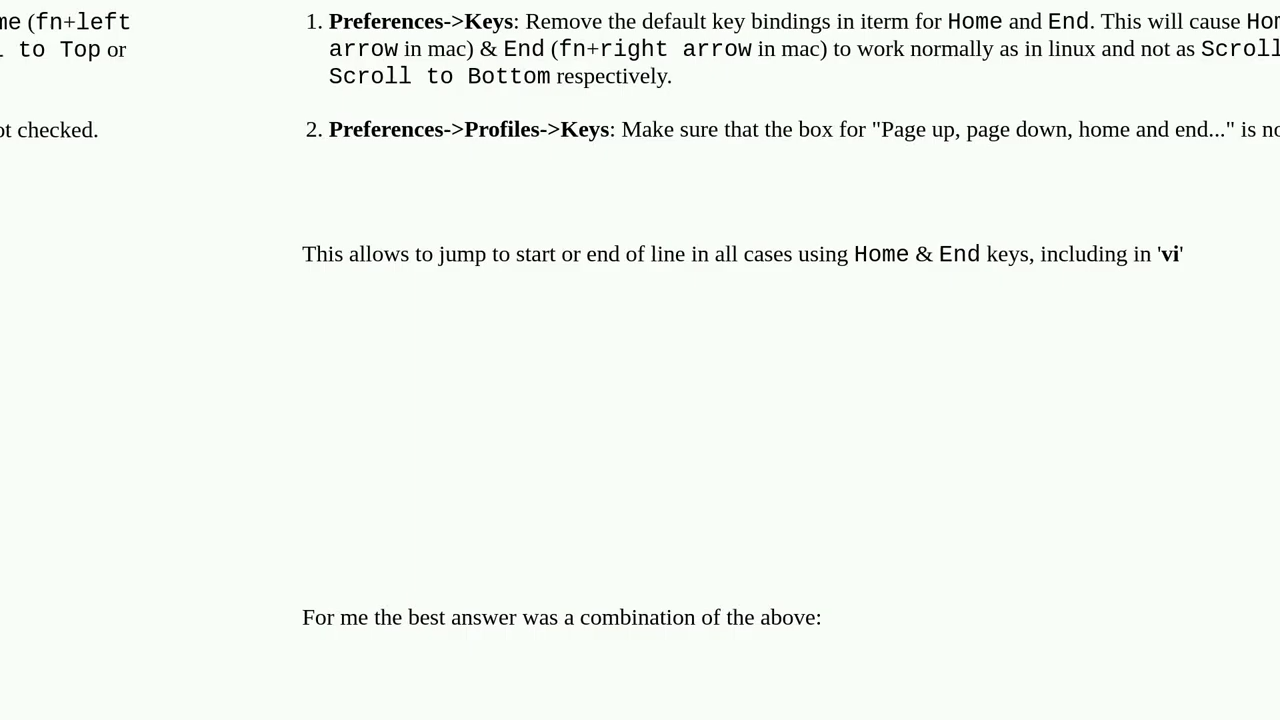 me (fn+left
l to Top or
ot checked.
1. Preferences->Keys: Remove the default key bindings in iterm for Home and End. This will cause Hom
arrow in mac) & End (fn+right arrow in mac) to work normally as in linux and not as Scroll
Scroll to Bottom respectively.
2. Preferences->Profiles->Keys: Make sure that the box for "Page up, page down, home and end..." is no
This allows to jump to start or end of line in all cases using Home & End keys, including in 'vi'
For me the best answer was a combination of the above: